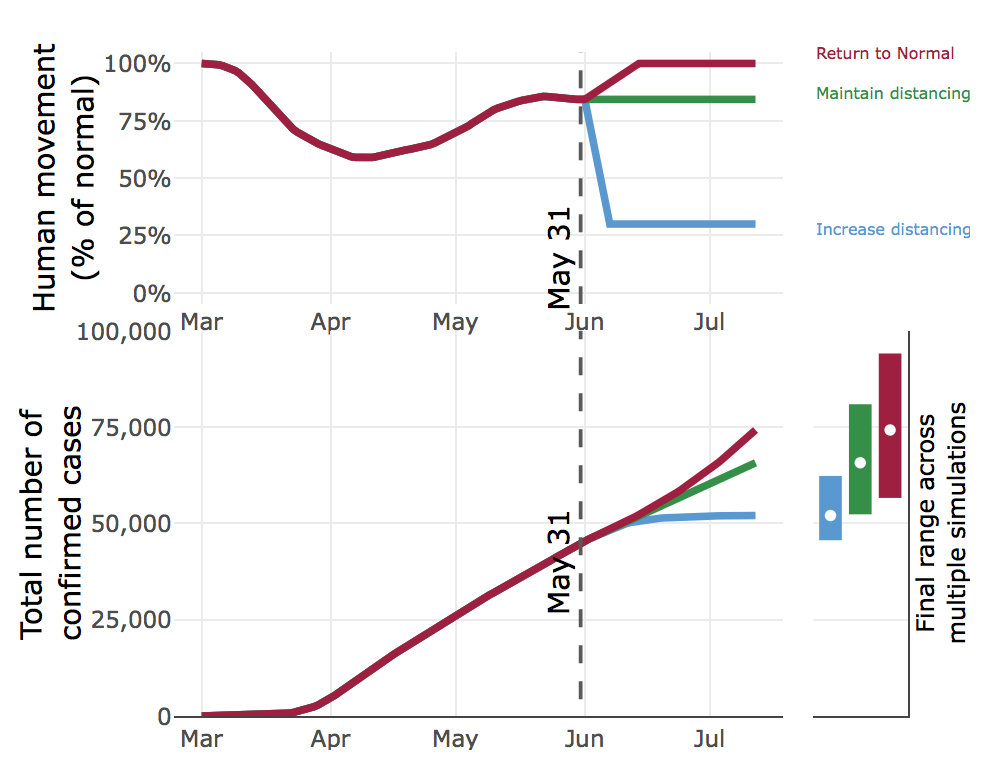 Human movement
(% of normal)
100%
75%
50%
25%
0%
May 31
Mar
Apr
May
Jun
Jul
Return to Normal
Maintain distancing
Increase distancing
Total number of
confirmed cases
100,000
75,000
50,000
25,000
0
May 31
Mar
Apr
May
Jun
Jul
Final range across
multiple simulations